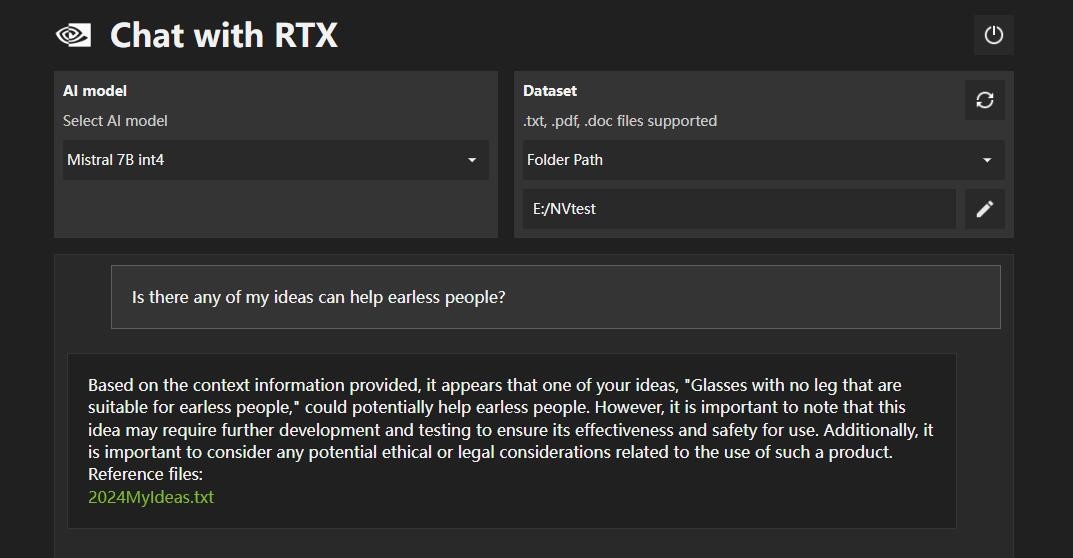 Chat with RTX
AI model
Select AI model
Mistral 7B int4
Dataset
.txt, .pdf, .doc files supported
Folder Path
E:/NVtest
Is there any of my ideas can help earless people?
Based on the context information provided, it appears that one of your ideas, "Glasses with no leg that are
suitable for earless people," could potentially help earless people. However, it is important to note that this
idea may require further development and testing to ensure its effectiveness and safety for use. Additionally, it
is important to consider any potential ethical or legal considerations related to the use of such a product.
Reference files:
2024MyIdeas.txt